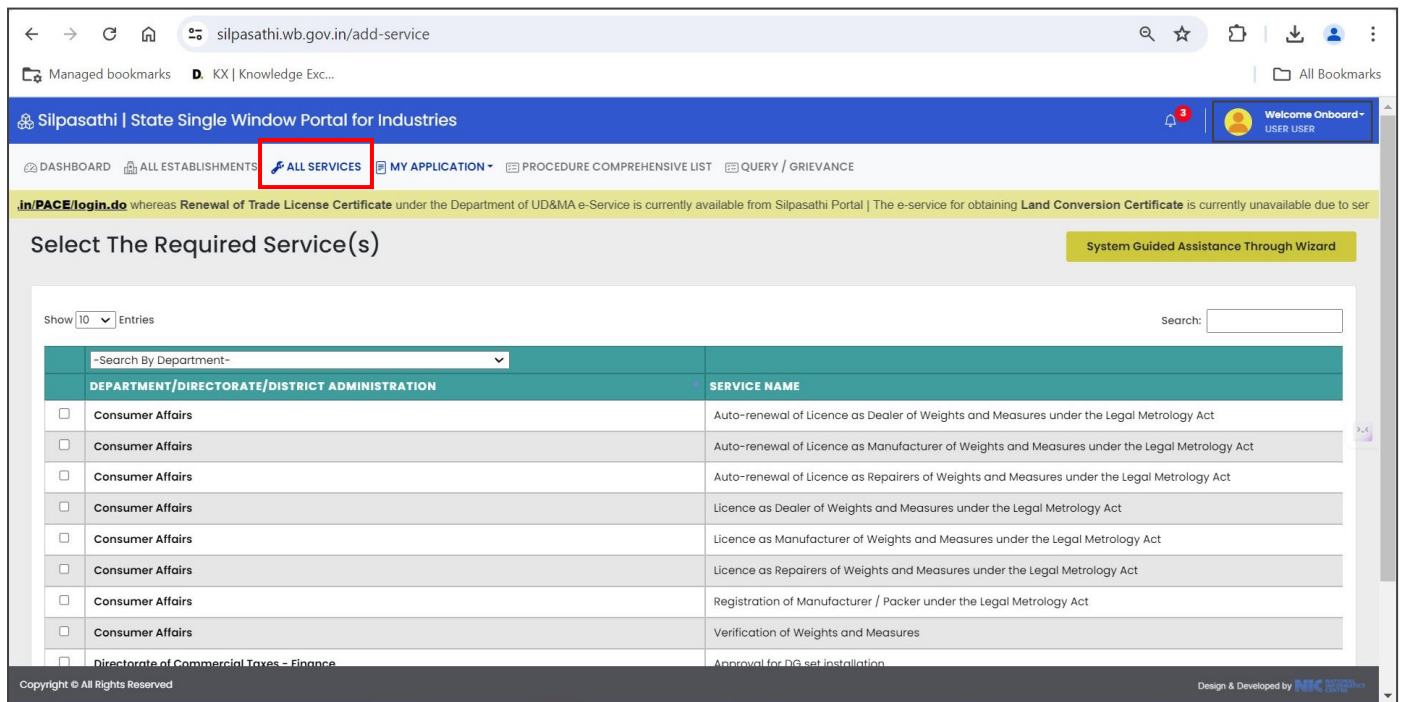 silpasathi.wb.gov.in/add-service
Managed bookmarks D. KX | Knowledge Exc... All Bookmarks
Silpasathi | State Single Window Portal for Industries 3 Welcome Onboard
USER USER
DASHBOARD ALL ESTABLISHMENTS ALL SERVICES MY APPLICATION PROCEDURE COMPREHENSIVE LIST QUERY / GRIEVANCE
.in/PACE/login.do whereas Renewal of Trade License Certificate under the Department of UD&MA e-Service is currently available from Silpasathi Portal | The e-service for obtaining Land Conversion Certificate is currently unavailable due to ser
Select The Required Service(s) System Guided Assistance Through Wizard
Show 10 Entries Search:
-Search By Department-
DEPARTMENT/DIRECTORATE/DISTRICT ADMINISTRATION SERVICE NAME
Consumer Affairs Auto-renewal of Licence as Dealer of Weights and Measures under the Legal Metrology Act
Consumer Affairs Auto-renewal of Licence as Manufacturer of Weights and Measures under the Legal Metrology Act
Consumer Affairs Auto-renewal of Licence as Repairers of Weights and Measures under the Legal Metrology Act
Consumer Affairs Licence as Dealer of Weights and Measures under the Legal Metrology Act
Consumer Affairs Licence as Manufacturer of Weights and Measures under the Legal Metrology Act
Consumer Affairs Licence as Repairers of Weights and Measures under the Legal Metrology Act
Consumer Affairs Registration of Manufacturer / Packer under the Legal Metrology Act
Consumer Affairs Verification of Weights and Measures
Directorate of Commercial Taxes - Finance Approval for DG set installation
Copyright © All Rights Reserved Design & Developed by NIC NATIONAL INFORMATICS CENTRE